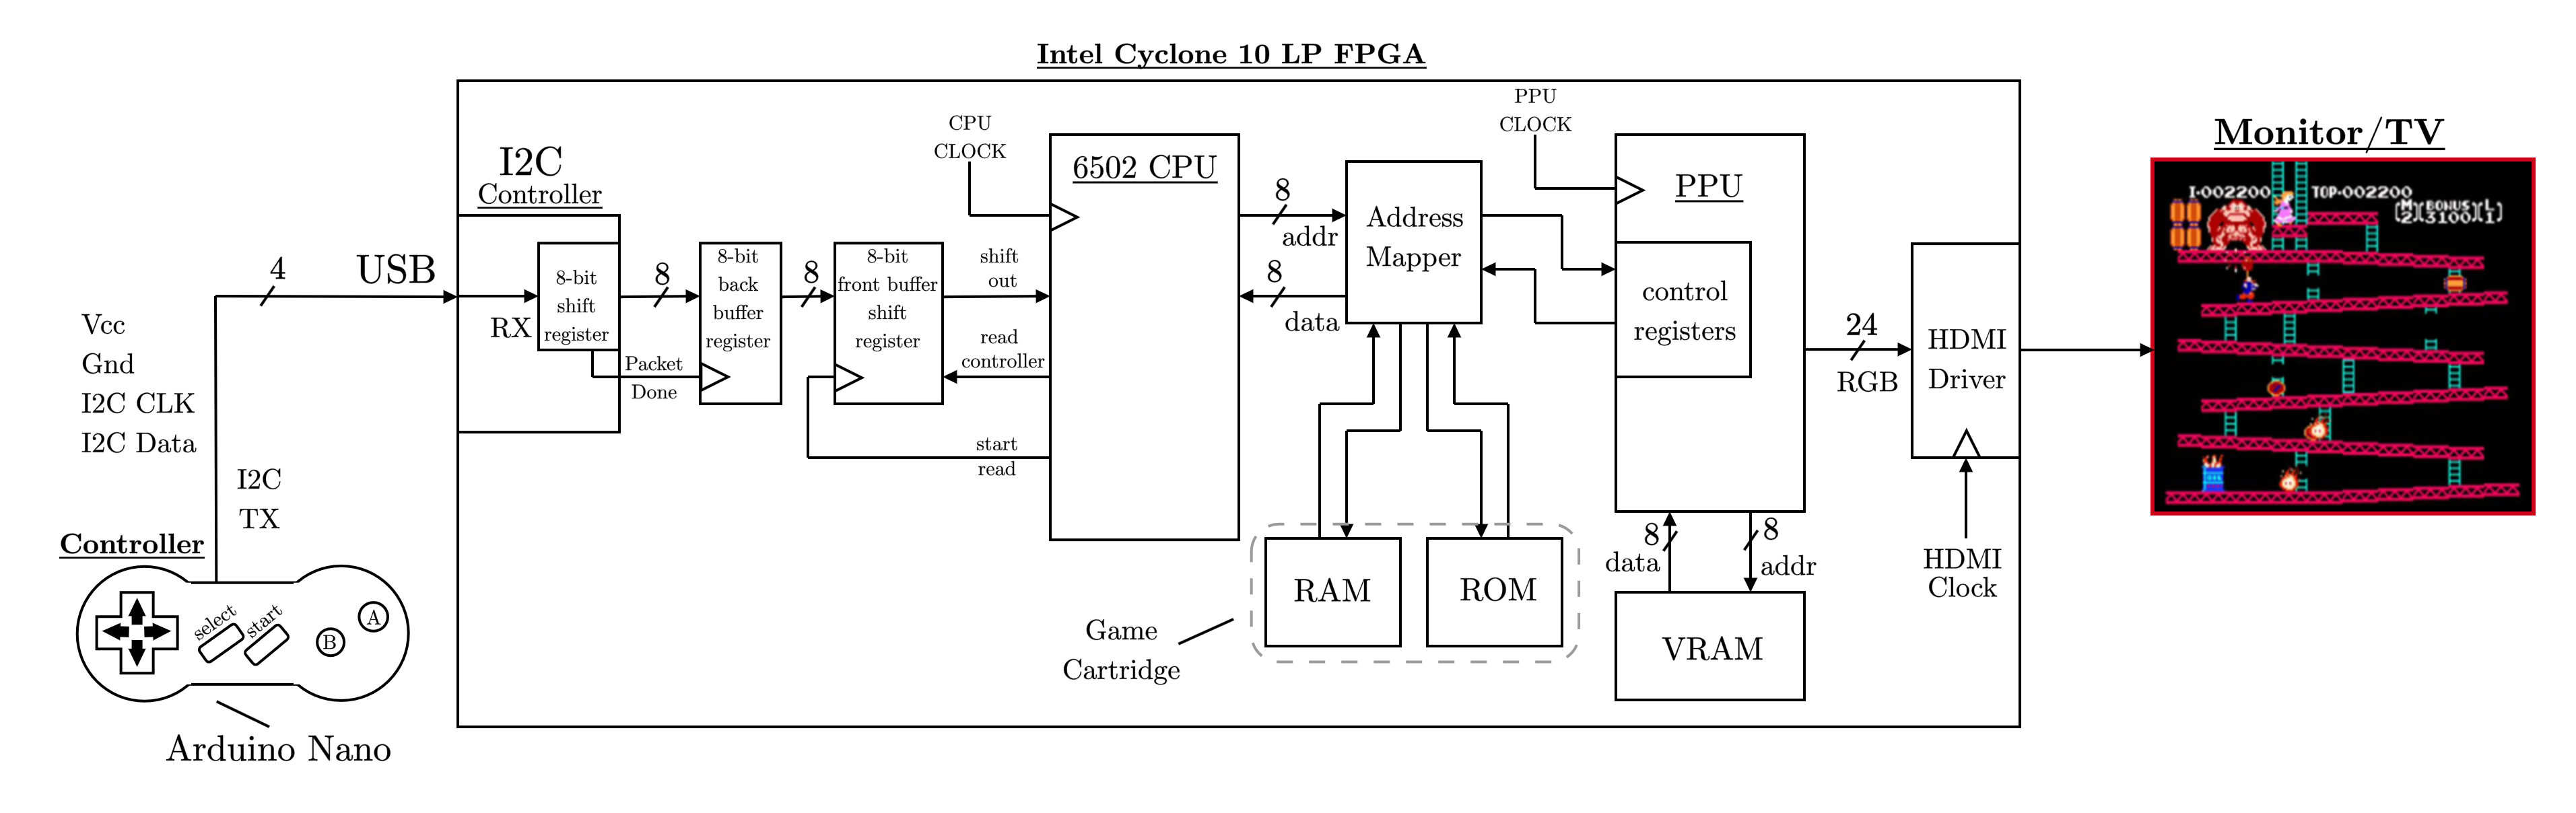 Intel Cyclone 10 LP FPGA
Monitor/TV
I·002200
TOP·002200
BONUS
3100
CPU
CLOCK
PPU
CLOCK
I2C
Controller
8-bit
shift
register
RX
Packet
Done
8
8-bit
back
buffer
register
8
8-bit
front buffer
shift
register
shift
out
read
controller
start
read
6502 CPU
8
addr
8
data
Address
Mapper
PPU
control
registers
24
RGB
HDMI
Driver
HDMI
Clock
4
USB
Vcc
Gnd
I2C CLK
I2C Data
I2C
TX
Controller
select
start
B
A
Arduino Nano
Game
Cartridge
RAM
ROM
8
data
8
addr
VRAM